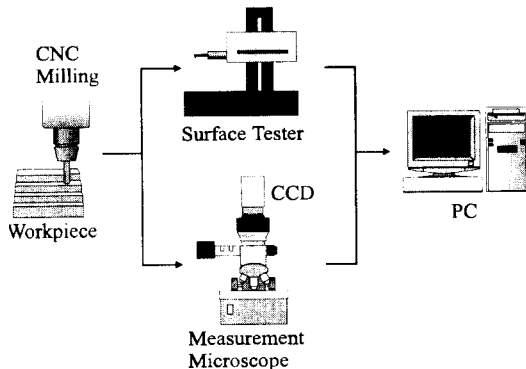 CNC
Milling
Workpiece
Surface Tester
CCD
Measurement
Microscope
PC